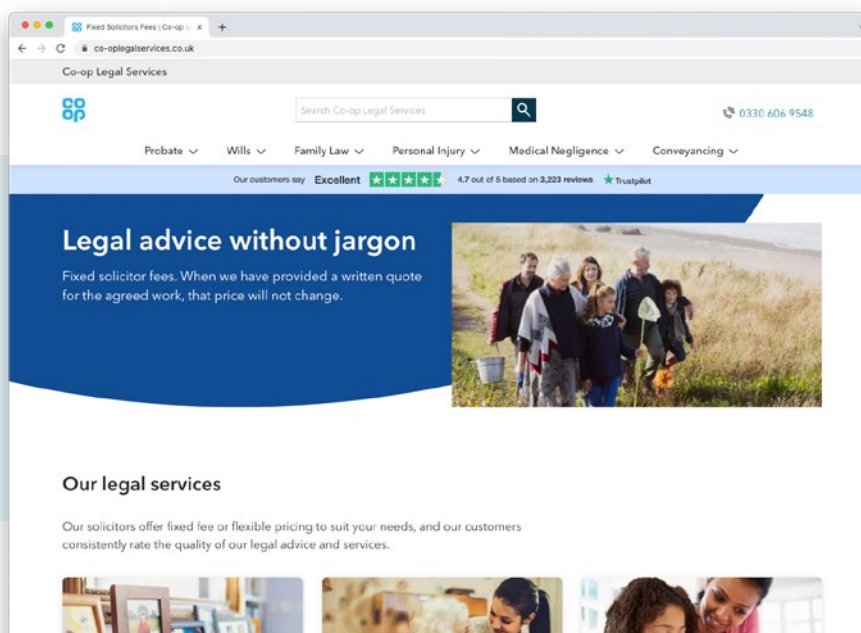 Fixed Solicitors Fees | Co-op L
co-oplegalservices.co.uk
Co-op Legal Services
CO
OP
Search Co-op Legal Services
0330 606 9548
Probate
Wills
Family Law
Personal Injury
Medical Negligence
Conveyancing
Our customers say Excellent 4.7 out of 5 based on 3,223 reviews Trustpilot
Legal advice without jargon
Fixed solicitor fees. When we have provided a written quote
for the agreed work, that price will not change.
Our legal services
Our solicitors offer fixed fee or flexible pricing to suit your needs, and our customers
consistently rate the quality of our legal advice and services.